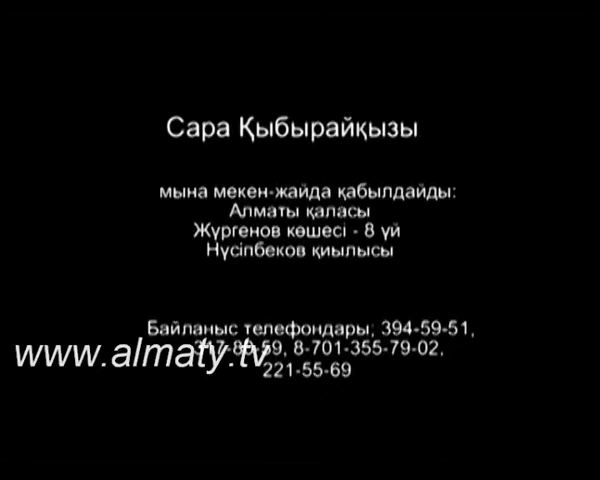 Сара Қыбырайқызы
мына мекен-жайда қабылдайды:
Алматы қаласы
Жүргенов көшесі - 8 үй
Нүсіпбеков қиылысы
Байланыс телефондары; 394-59-51,
www.almaty.tv
8-701-355-79-02,
221-55-69